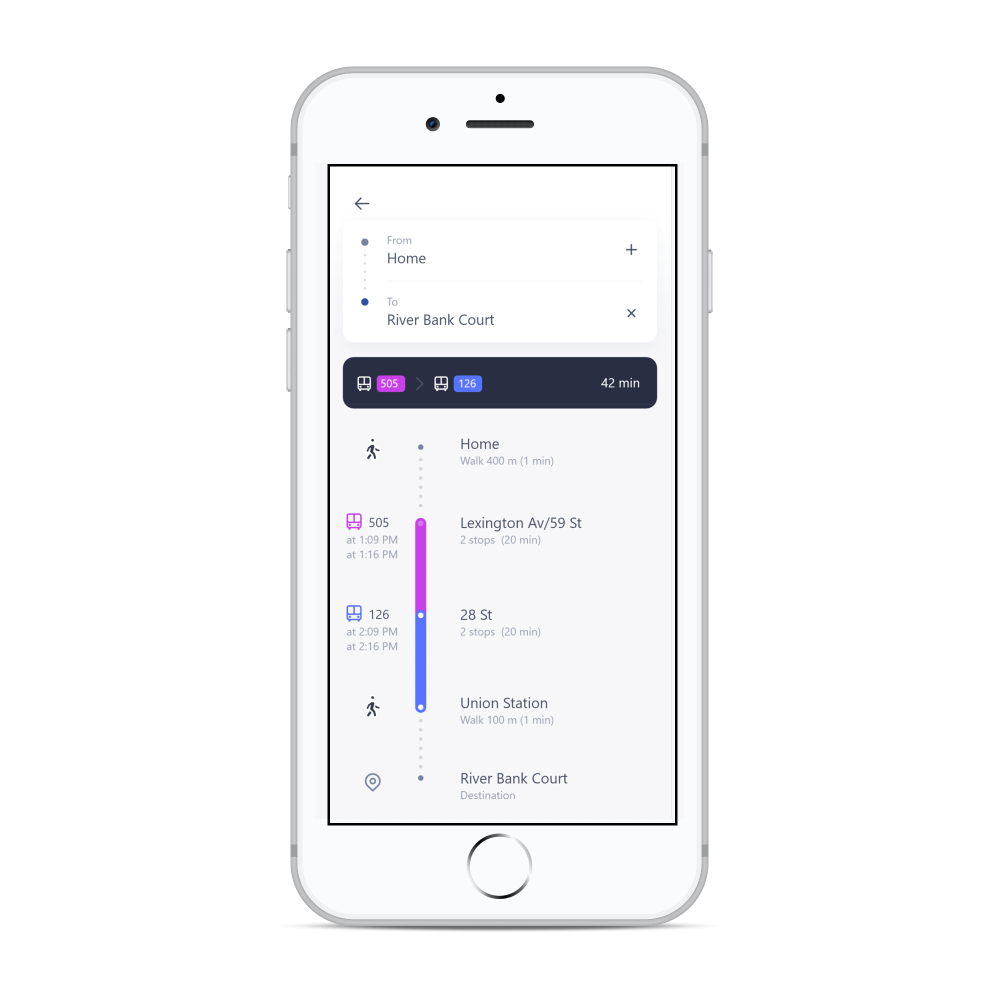 From
Home
To
River Bank Court
505 126 42 min
Home
Walk 400 m (1 min)
505
at 1:09 PM
at 1:16 PM
Lexington Av/59 St
2 stops (20 min)
126
at 2:09 PM
at 2:16 PM
28 St
2 stops (20 min)
Union Station
Walk 100 m (1 min)
River Bank Court
Destination